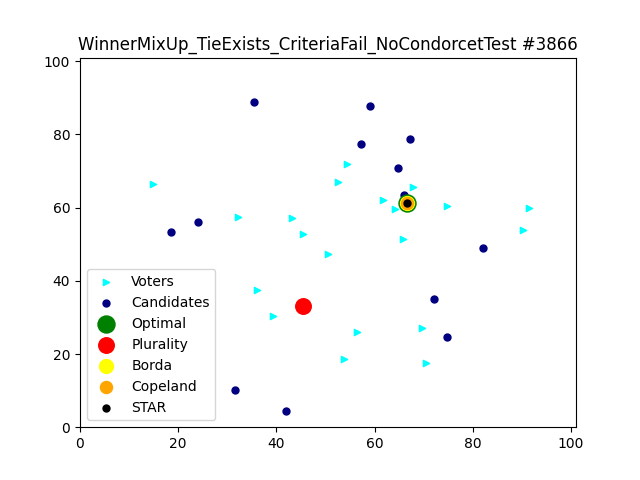 WinnerMixUp_TieExists_CriteriaFail_NoCondorcetTest #3866
100
80
60
40
20
0
Voters
Candidates
Optimal
Plurality
Borda
Copeland
STAR
0 20 40 60 80 100